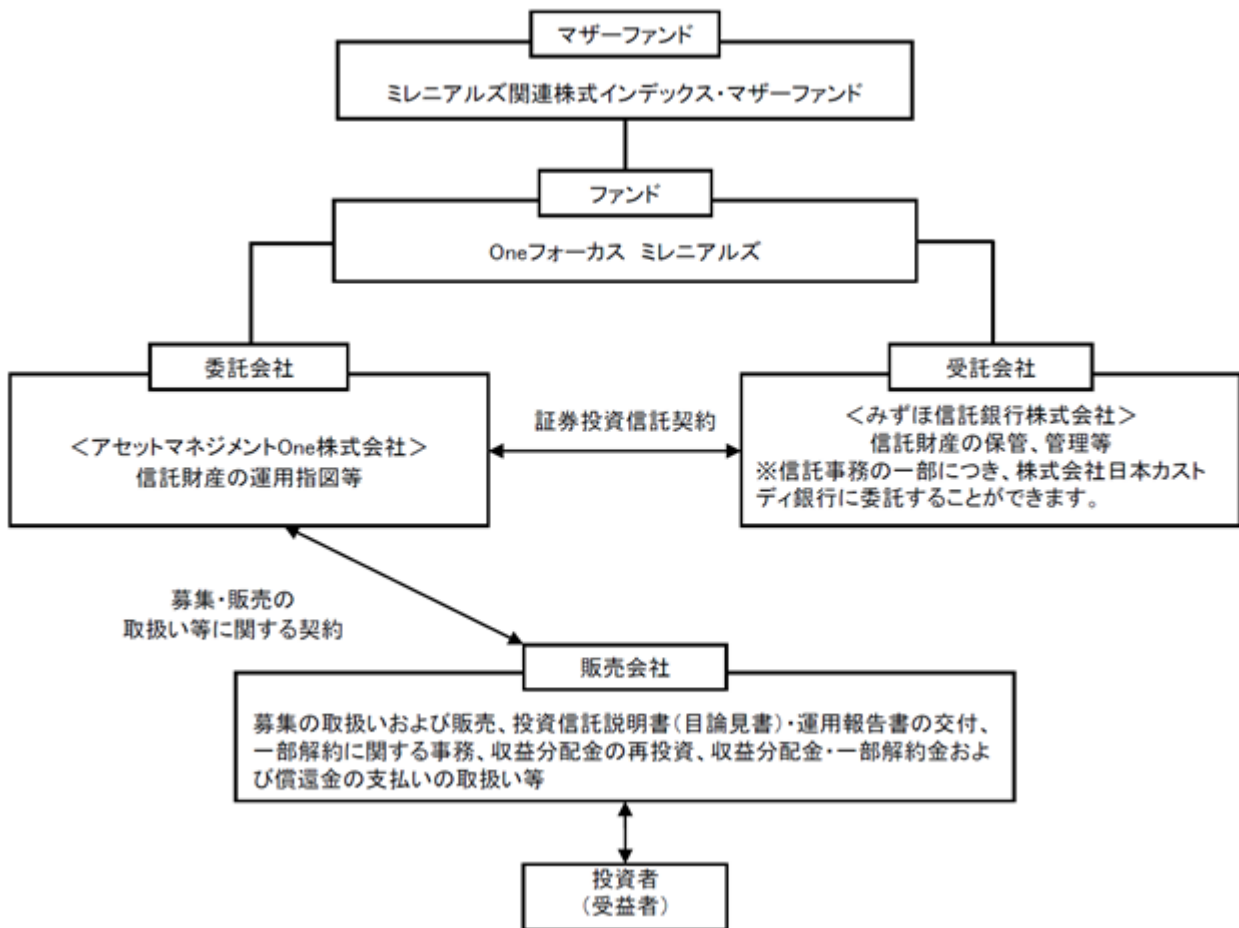 マザーファンド
ミレニアルズ関連株式インデックス・マザーファンド
ファンド
Oneフォーカス ミレニアルズ
委託会社
＜アセットマネジメントOne株式会社＞
信託財産の運用指図等
証券投資信託契約
受託会社
＜みずほ信託銀行株式会社＞
信託財産の保管、管理等
※信託事務の一部につき、株式会社日本カスト
ディ銀行に委託することができます。
募集・販売の
取扱い等に関する契約
販売会社
募集の取扱いおよび販売、投資信託説明書（目論見書）・運用報告書の交付、
一部解約に関する事務、収益分配金の再投資、収益分配金・一部解約金およ
び償還金の支払いの取扱い等
投資者
（受益者）